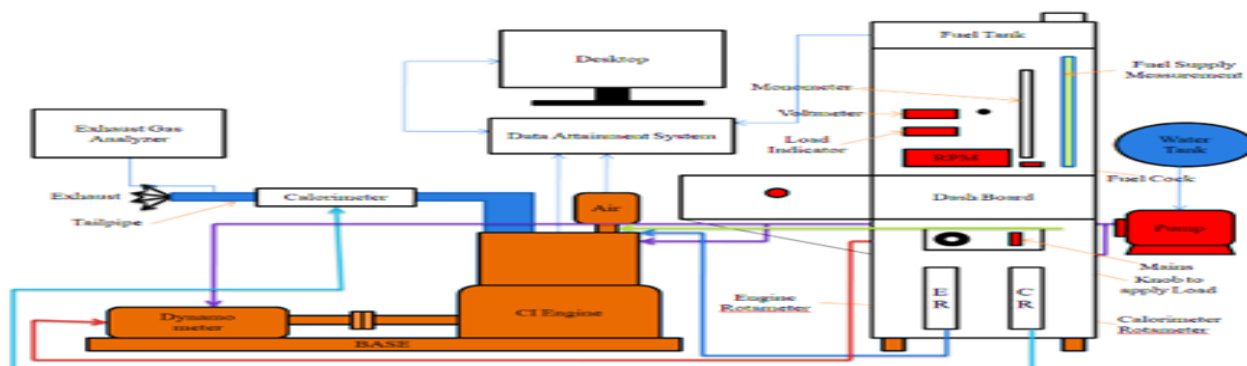 Fuel Tank
Desktop
Fuel Supply
Measurement
Monometer
Voltmeter
Exhaust Gas
Analyzer
Data Attainment System
Load
Indicator
RPM
Water
Tank
Fuel Cock
Exhaust
Calorimeter
Tailpipe
Air
Dash Board
Pump
Mains
Knob to
apply Load
Engine
Rotameter
E
R
C
R
Calorimeter
Rotameter
Dynamo
meter
CI Engine
BASE